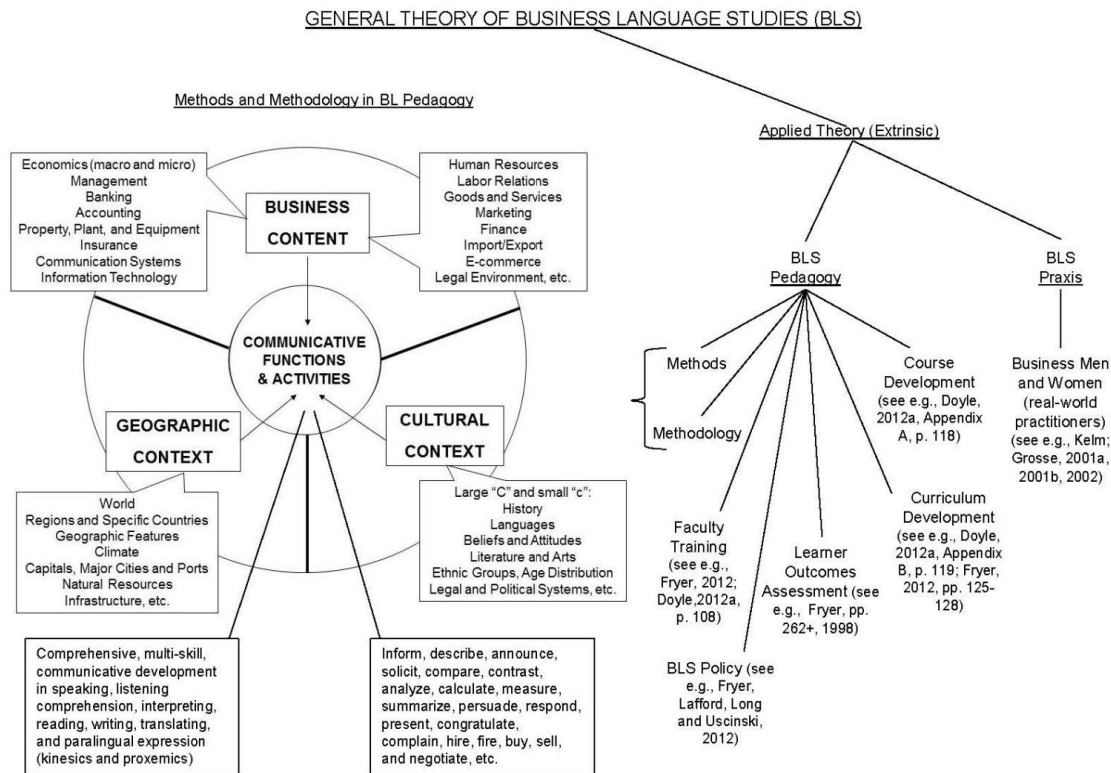 GENERAL THEORY OF BUSINESS LANGUAGE STUDIES (BLS)
Methods and Methodology in BL Pedagogy
Economics (macro and micro)
Management
Banking
Accounting
Property, Plant, and Equipment
Insurance
Communication Systems
Information Technology
BUSINESS
CONTENT
Human Resources
Labor Relations
Goods and Services
Marketing
Finance
Import/Export
E-commerce
Legal Environment, etc.
COMMUNICATIVE
FUNCTIONS
& ACTIVITIES
GEOGRAPHIC
CONTEXT
CULTURAL
CONTEXT
World
Regions and Specific Countries
Geographic Features
Climate
Capitals, Major Cities and Ports
Natural Resources
Infrastructure, etc.
Large “C” and small “c”:
History
Languages
Beliefs and Attitudes
Literature and Arts
Ethnic Groups, Age Distribution
Legal and Political Systems, etc.
Comprehensive, multi-skill,
communicative development
in speaking, listening
comprehension, interpreting,
reading, writing, translating,
and paralingual expression
(kinesics and proxemics)
Inform, describe, announce,
solicit, compare, contrast,
analyze, calculate, measure,
summarize, persuade, respond,
present, congratulate,
complain, hire, fire, buy, sell,
and negotiate, etc.
Applied Theory (Extrinsic)
BLS
Pedagogy
BLS
Praxis
Methods
Methodology
Course
Development
(see e.g., Doyle,
2012a, Appendix
A, p. 118)
Business Men
and Women
(real-world
practitioners)
(see e.g., Kelm;
Grosse, 2001a,
2001b, 2002)
Faculty
Training
(see e.g.,
Fryer, 2012;
Doyle,2012a,
p. 108)
Learner
Outcomes
Assessment (see
e.g., Fryer, pp.
262+, 1998)
Curriculum
Development
(see e.g., Doyle,
2012a, Appendix
B, p. 119; Fryer,
2012, pp. 125-
128)
BLS Policy (see
e.g., Fryer,
Lafford, Long
and Uscinski,
2012)